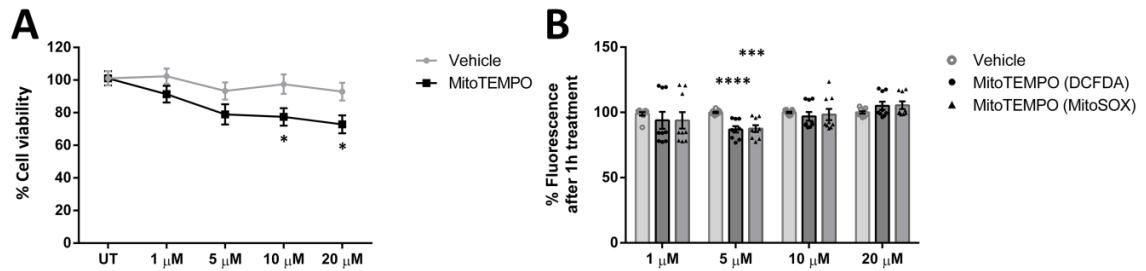 A
% Cell viability
120
100
80
60
40
20
0
UT
1 μM
5 μM
10 μM
20 μM
*
*
Vehicle
MitoTEMPO
B
% Fluorescence
after 1h treatment
150
100
50
0
***
****
1 μM
5 μM
10 μM
20 μM
Vehicle
MitoTEMPO (DCFDA)
MitoTEMPO (MitoSOX)